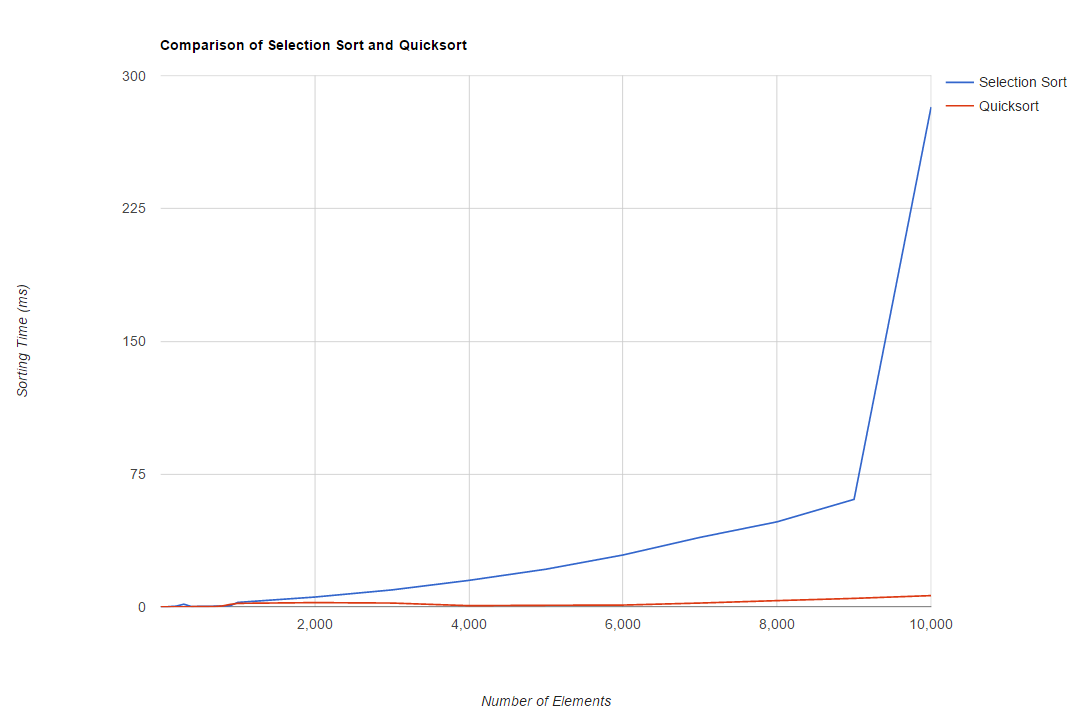 Comparison of Selection Sort and Quicksort
300
225
150
75
0
Sorting Time (ms)
2,000
4,000
6,000
8,000
10,000
Number of Elements
Selection Sort
Quicksort